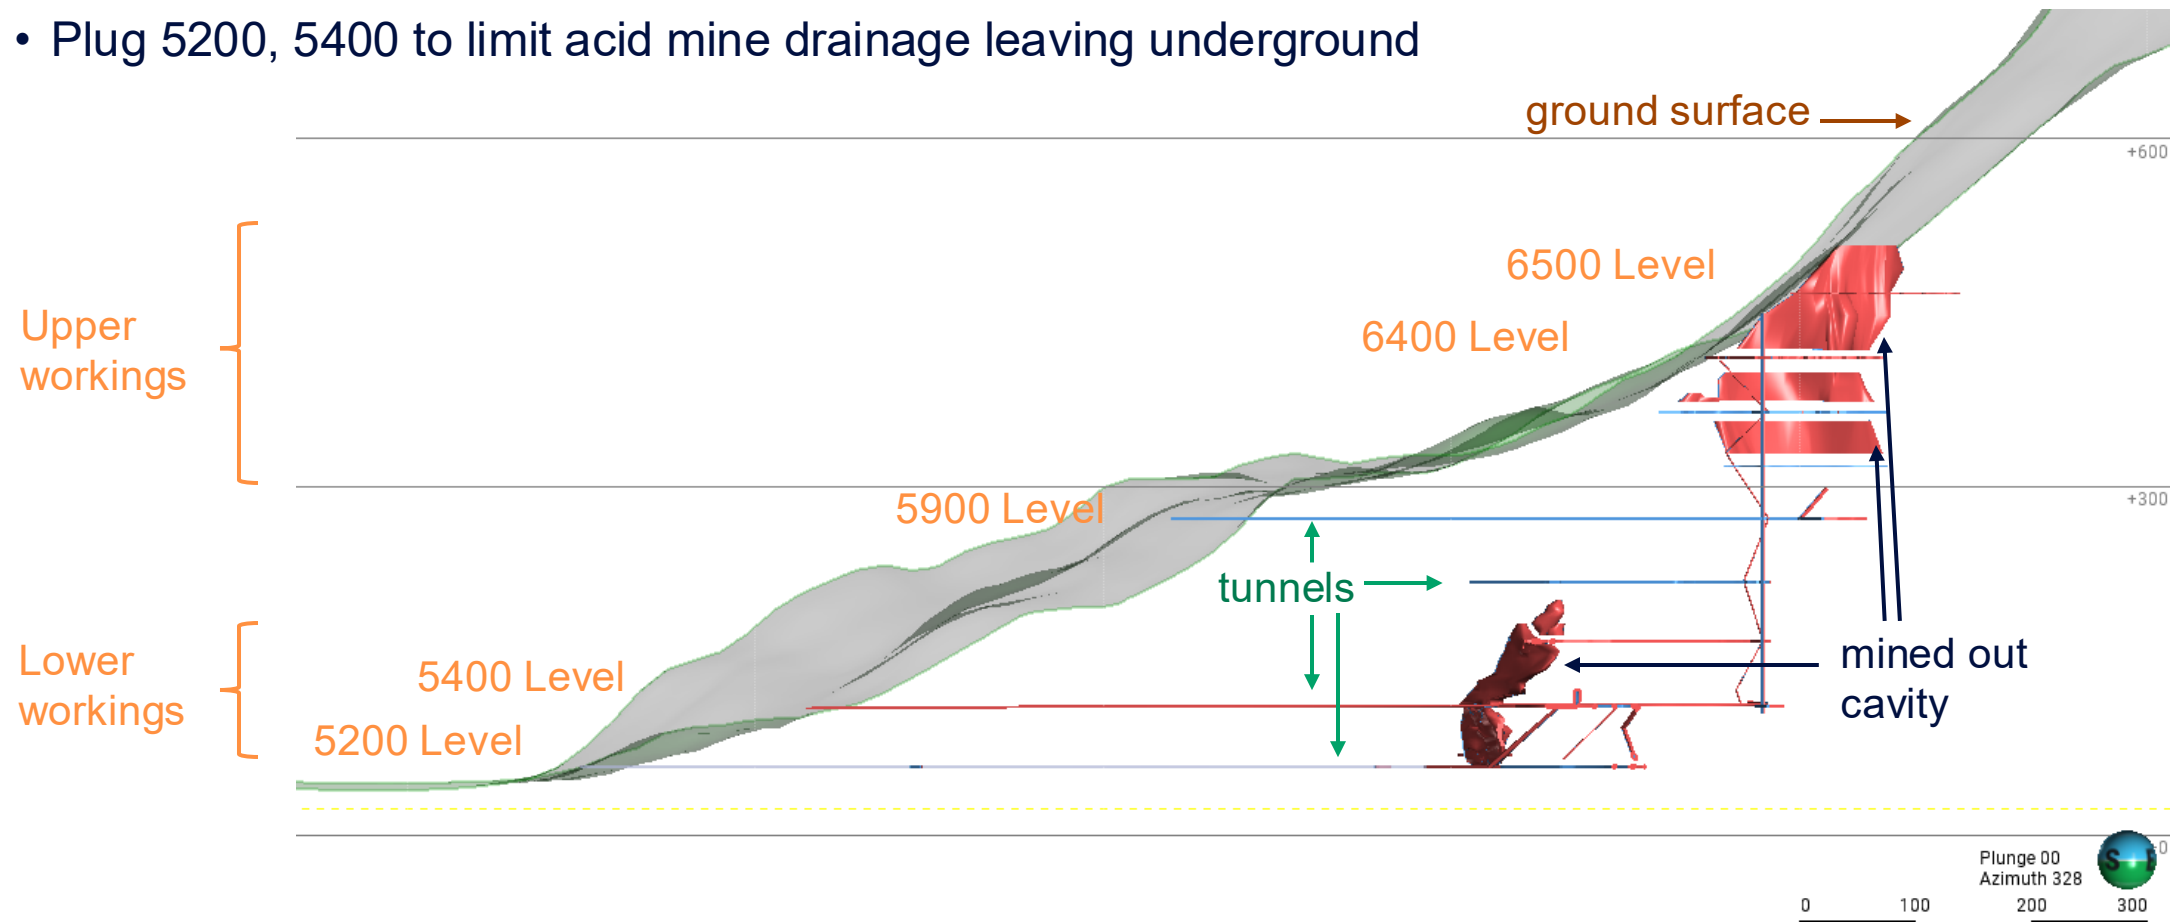 • Plug 5200, 5400 to limit acid mine drainage leaving underground
ground surface
+600
6500 Level
6400 Level
Upper
workings
+300
5900 Level
tunnels
Lower
workings
5400 Level
mined out
cavity
5200 Level
Plunge 00
Azimuth 328
S
0 100 200 300